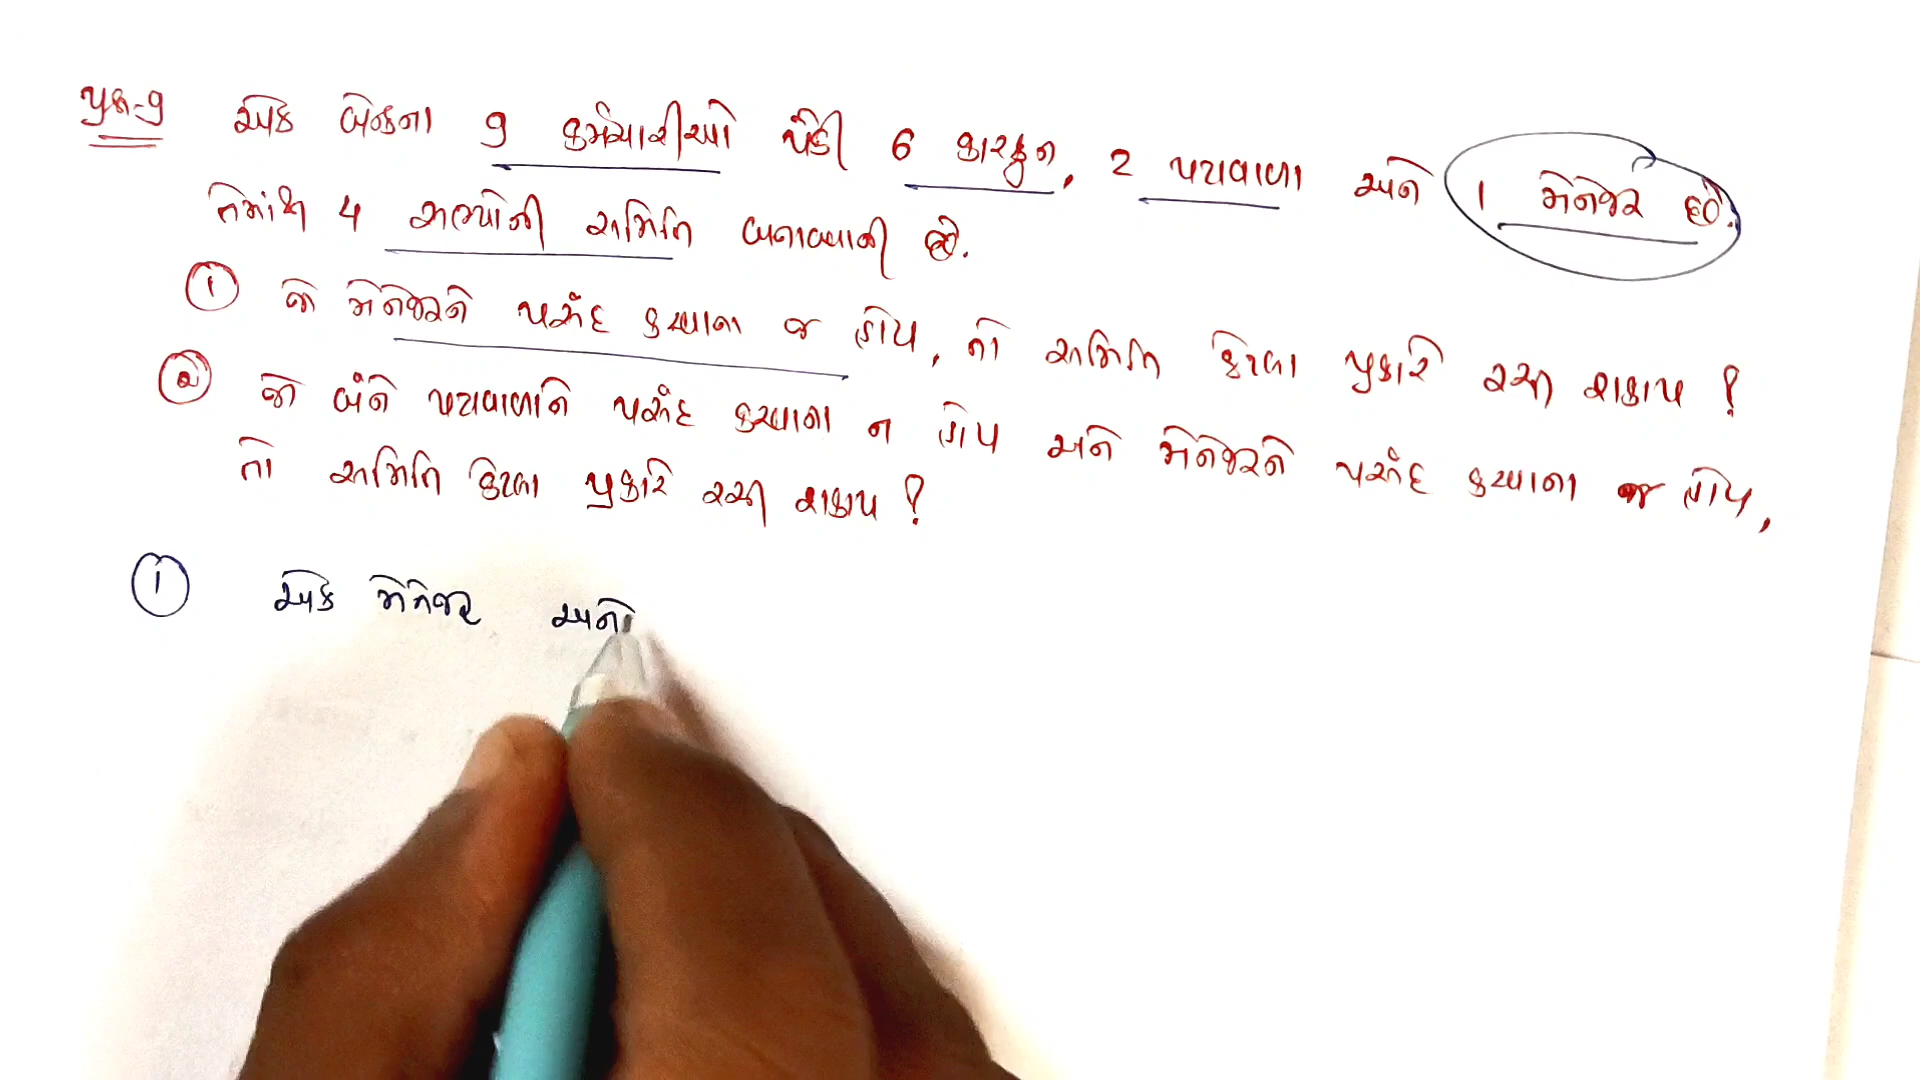 પ્રશ્ન-9 એક બેન્કના 9 કર્મચારીઓ પૈકી 6 કારકુન, 2 પટાવાળા અને 1 મેનેજર છે.
તેમાંથી 4 સભ્યોની સમિતિ બનાવવાની છે.
① જો મેનેજરને પસંદ કરવાના જ હોય, તો સમિતિ કેટલા પ્રકારે રચી શકાય ?
② જો બંને પટાવાળાને પસંદ કરવાના ન હોય અને મેનેજરને પસંદ કરવાના જ હોય,
તો સમિતિ કેટલા પ્રકારે રચી શકાય ?
① એક મેનેજર અને